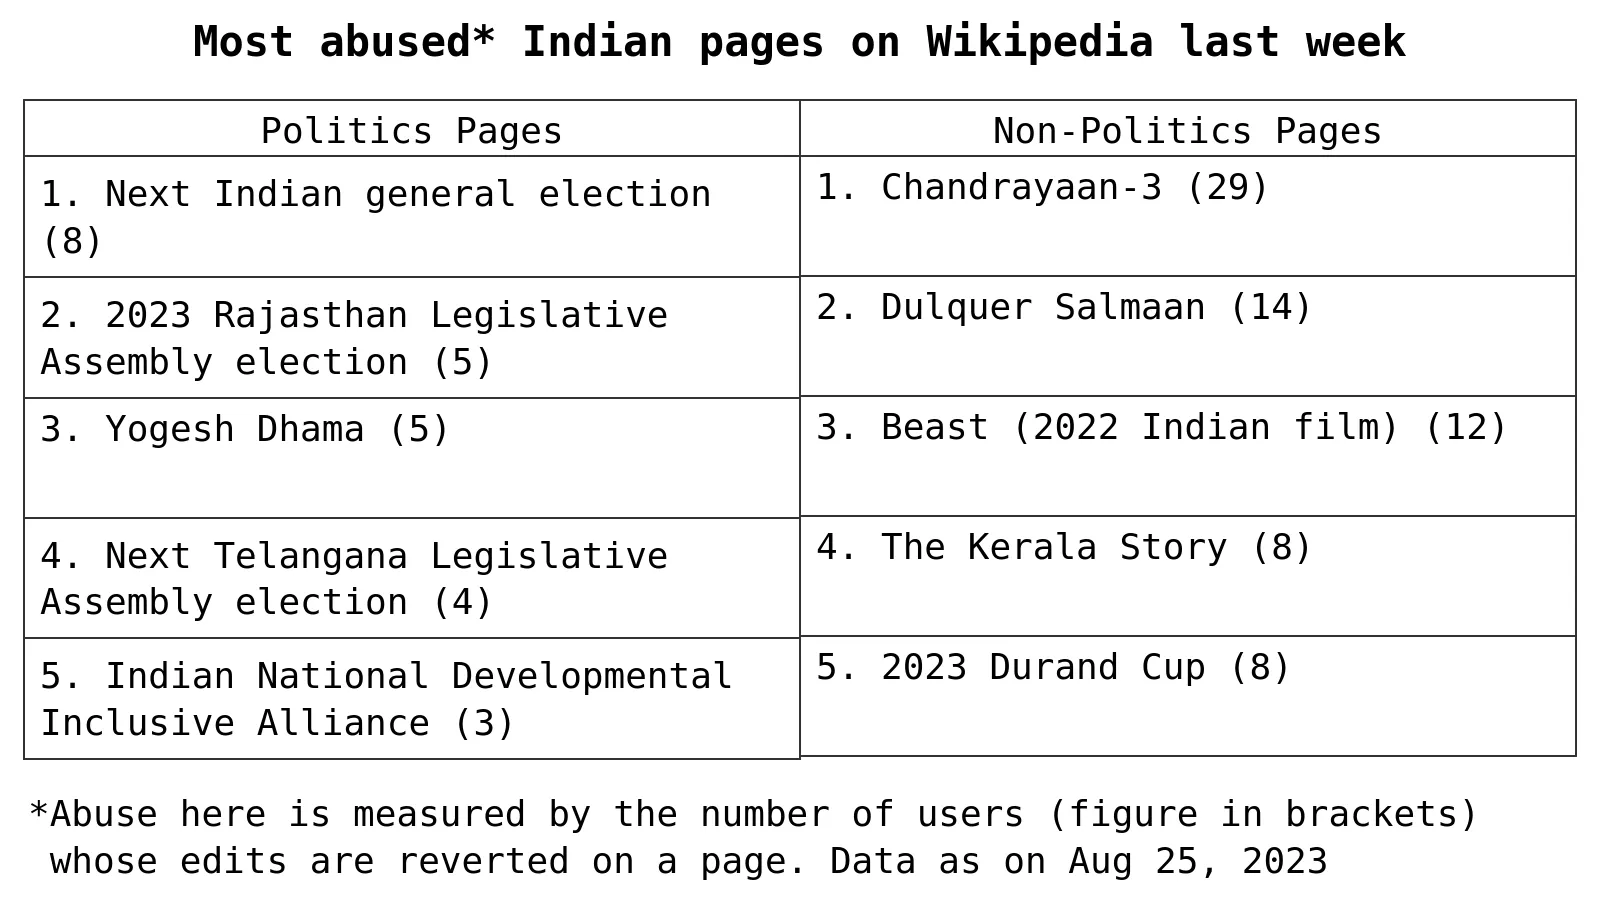 Most abused* Indian pages on Wikipedia last week
Politics Pages
1. Next Indian general election
(8)
2. 2023 Rajasthan Legislative
Assembly election (5)
3. Yogesh Dhama (5)
4. Next Telangana Legislative
Assembly election (4)
5. Indian National Developmental
Inclusive Alliance (3)
Non-Politics Pages
1. Chandrayaan-3 (29)
2. Dulquer Salmaan (14)
3. Beast (2022 Indian film) (12)
4. The Kerala Story (8)
5. 2023 Durand Cup (8)
*Abuse here is measured by the number of users (figure in brackets)
whose edits are reverted on a page. Data as on Aug 25, 2023